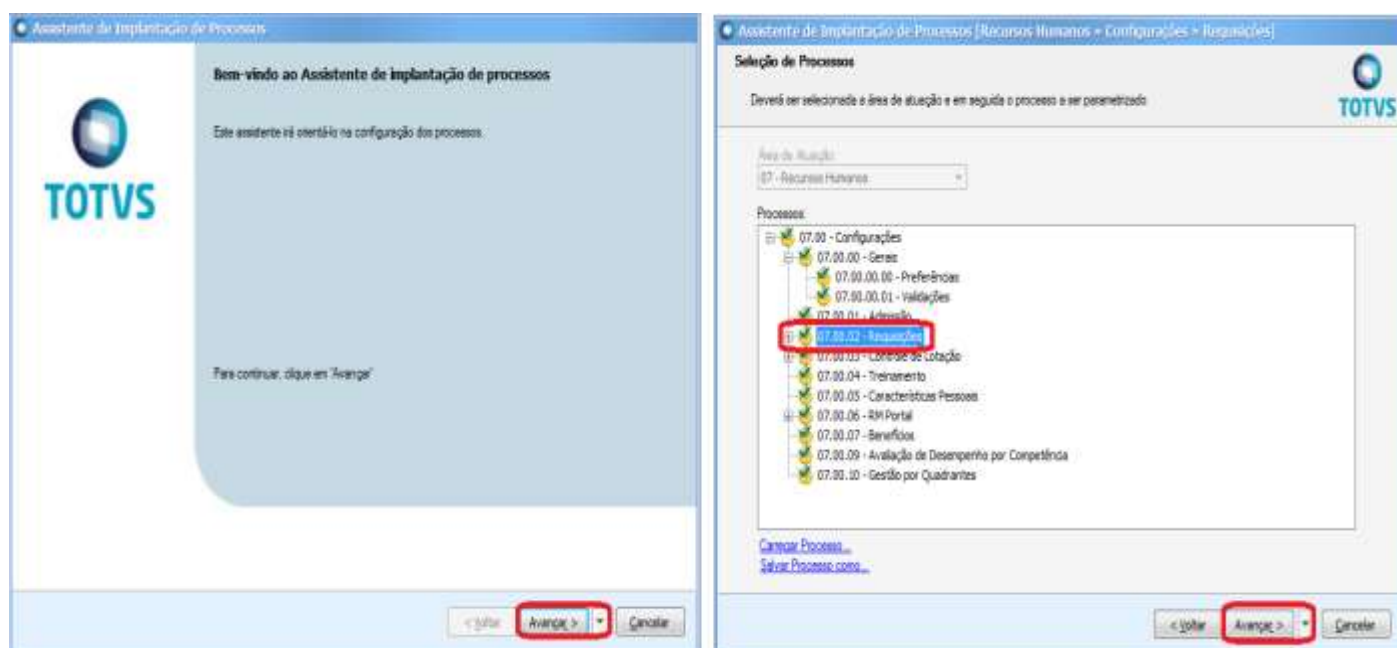 Assistente de Implantação de Processos
Bem-vindo ao Assistente de implantação de processos
Este assistente irá orientá-lo na configuração dos processos.
TOTVS
Para continuar, clique em 'Avançar'
< Voltar
Avançar >
Cancelar
Assistente de Implantação de Processos [Recursos Humanos » Configurações » Requisições]
Seleção de Processos
Deverá ser selecionada a área de atuação e em seguida o processo a ser parametrizado
TOTVS
Área de Atuação:
07 - Recursos Humanos
Processos:
07.00 - Configurações
07.00.00 - Gerais
07.00.00.00 - Preferências
07.00.00.01 - Validações
07.00.01 - Admissão
07.00.02 - Requisições
07.00.03 - Controle de Lotação
07.00.04 - Treinamento
07.00.05 - Características Pessoais
07.00.06 - RM Portal
07.00.07 - Benefícios
07.00.09 - Avaliação de Desempenho por Competência
07.00.10 - Gestão por Quadrantes
Carregar Processo...
Salvar Processo como...
< Voltar
Avançar >
Cancelar